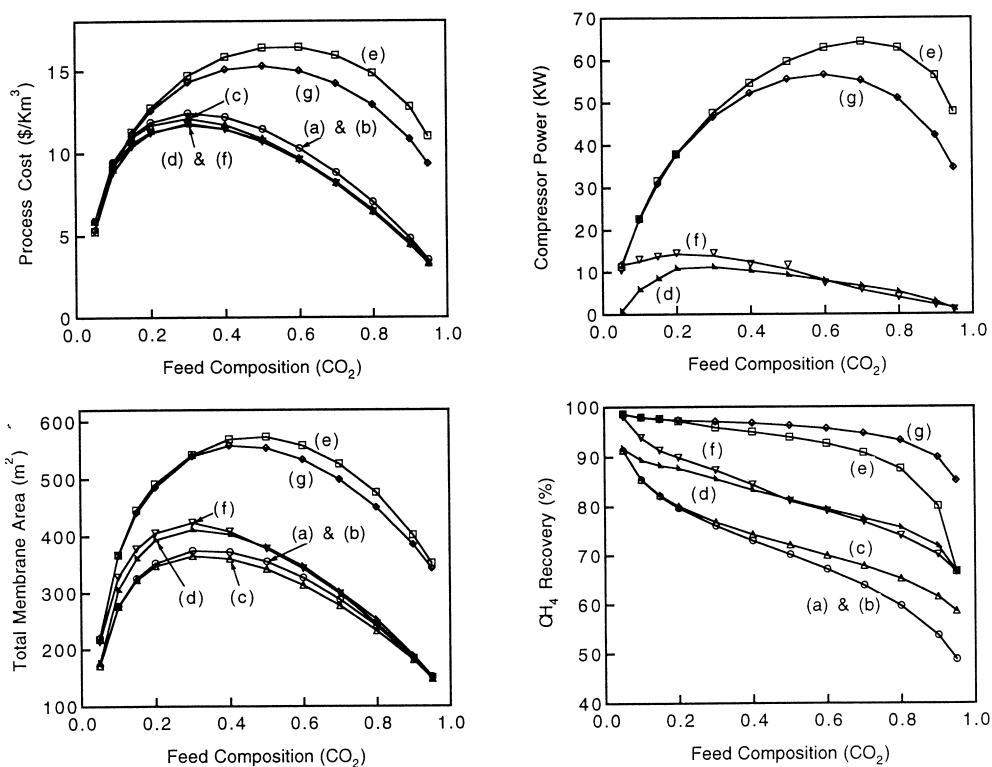 Process Cost ($/Km³)
15
10
5
0
0.0 0.2 0.4 0.6 0.8 1.0
Feed Composition (CO₂)
(e)
(g)
(c)
(a) & (b)
(d) & (f)
Compressor Power (KW)
70
60
50
40
30
20
10
0
0.0 0.2 0.4 0.6 0.8 1.0
Feed Composition (CO₂)
(e)
(g)
(f)
(d)
Total Membrane Area (m²)
600
500
400
300
200
100
0.0 0.2 0.4 0.6 0.8 1.0
Feed Composition (CO₂)
(e)
(g)
(f)
(a) & (b)
(d) (c)
CH₄ Recovery (%)
100
90
80
70
60
50
40
0.0 0.2 0.4 0.6 0.8 1.0
Feed Composition (CO₂)
(g)
(f)
(e)
(d)
(c)
(a) & (b)